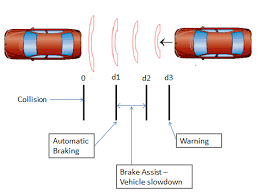 0 d1 d2 d3
Collision
Automatic
Braking
Warning
Brake Assist –
Vehicle slowdown